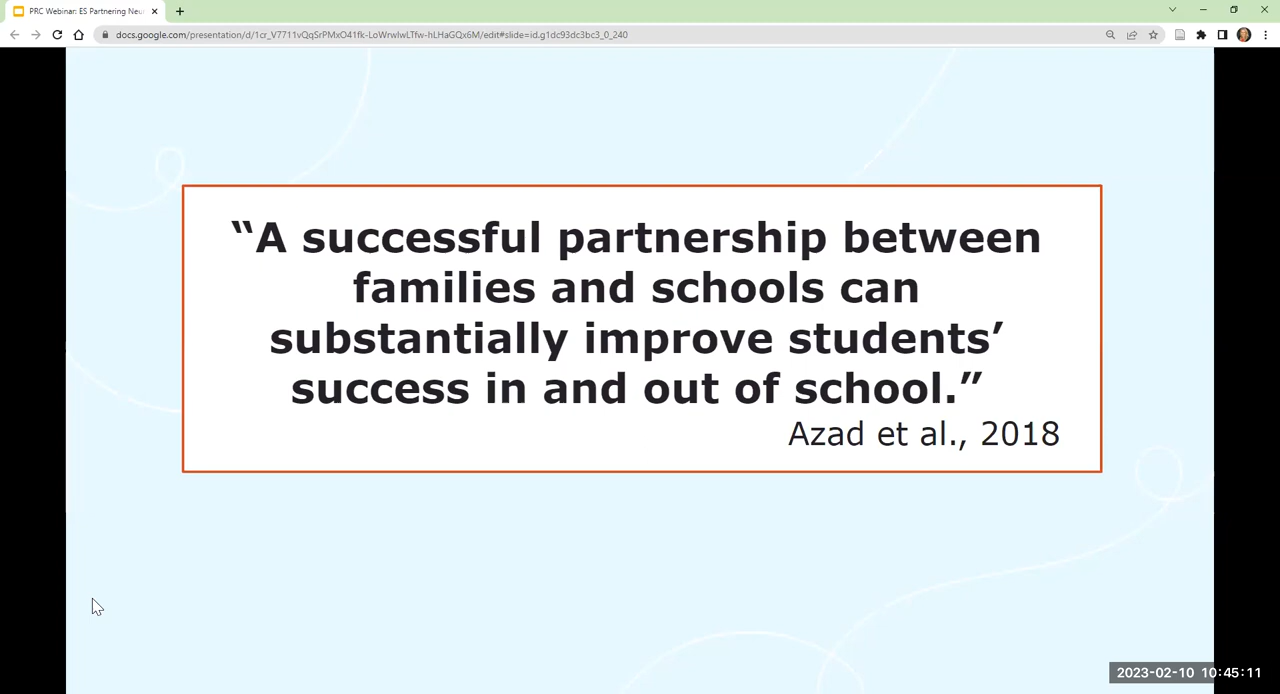 PRC Webinar: ES Partnering Neu
docs.google.com/presentation/d/1cr_V7711vQqSrPMxO41fk-LoWrwlwLTfw-hLHaGQx6M/edit#slide=id.g1dc93dc3bc3_0_240
“A successful partnership between
families and schools can
substantially improve students’
success in and out of school.”
Azad et al., 2018
2023-02-10 10:45:11